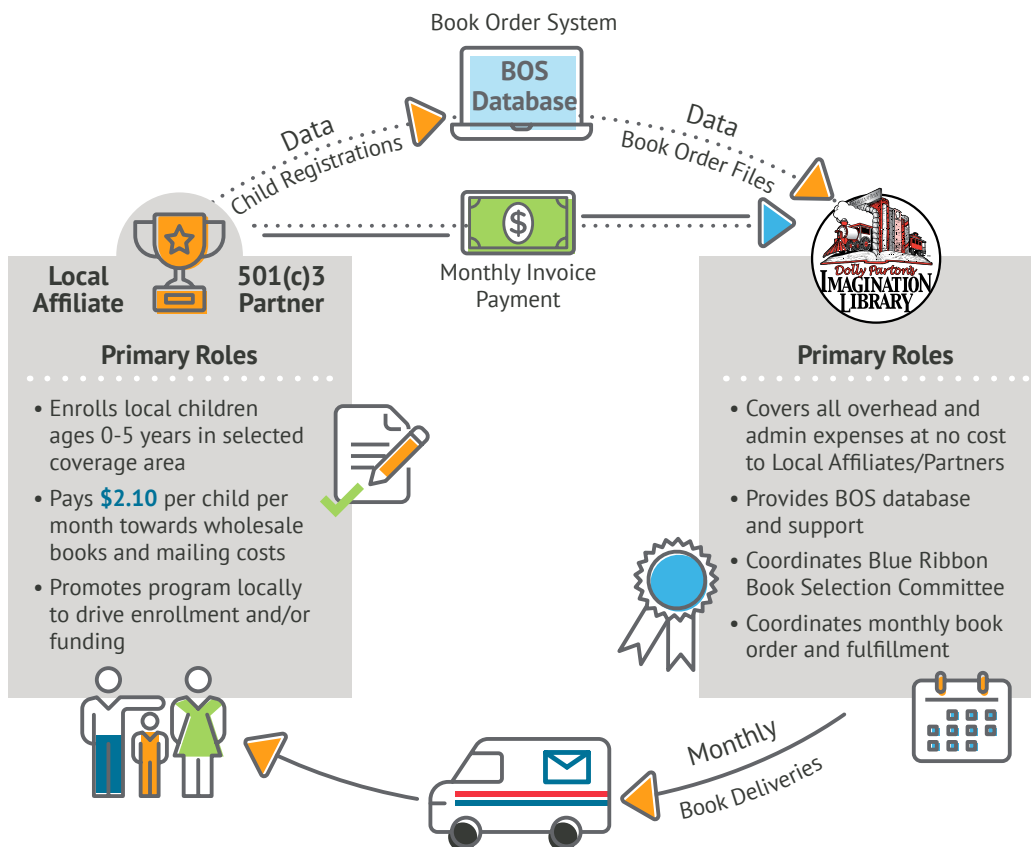 Book Order System
BOS
Database
Data
Child Registrations
Data
Book Order Files
$
Monthly Invoice
Payment
Local
Affiliate
501(c)3
Partner
Dolly Parton's
IMAGINATION
LIBRARY
Primary Roles
• Enrolls local children
ages 0-5 years in selected
coverage area
• Pays $2.10 per child per
month towards wholesale
books and mailing costs
• Promotes program locally
to drive enrollment and/or
funding
Primary Roles
• Covers all overhead and
admin expenses at no cost
to Local Affiliates/Partners
• Provides BOS database
and support
• Coordinates Blue Ribbon
Book Selection Committee
• Coordinates monthly book
order and fulfillment
Monthly
Book Deliveries